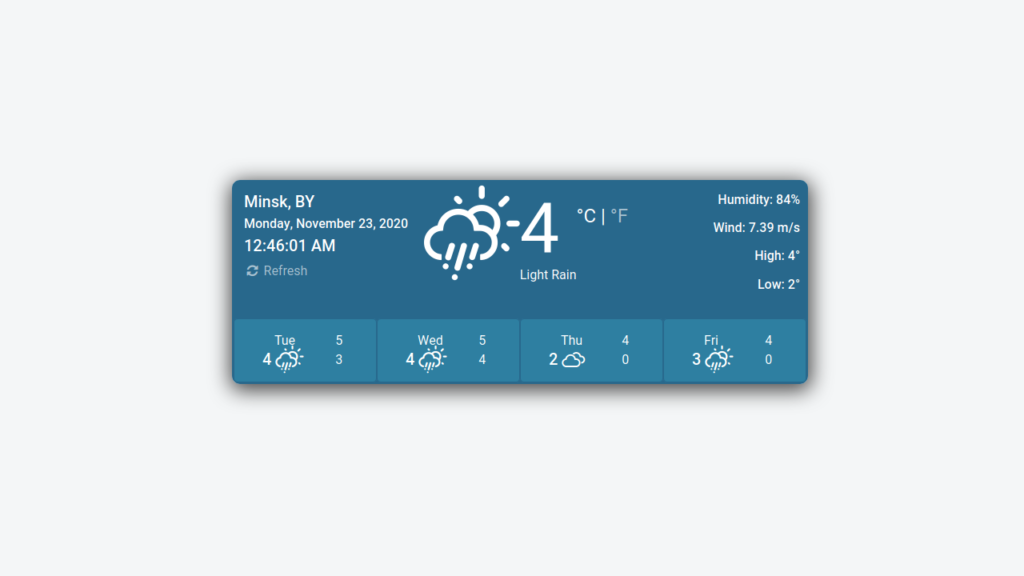 Minsk, BY
Monday, November 23, 2020
12:46:01 AM
Refresh
4 °C | °F
Light Rain
Humidity: 84%
Wind: 7.39 m/s
High: 4°
Low: 2°
Tue 5
4 3
Wed 5
4 4
Thu 4
2 0
Fri 4
3 0